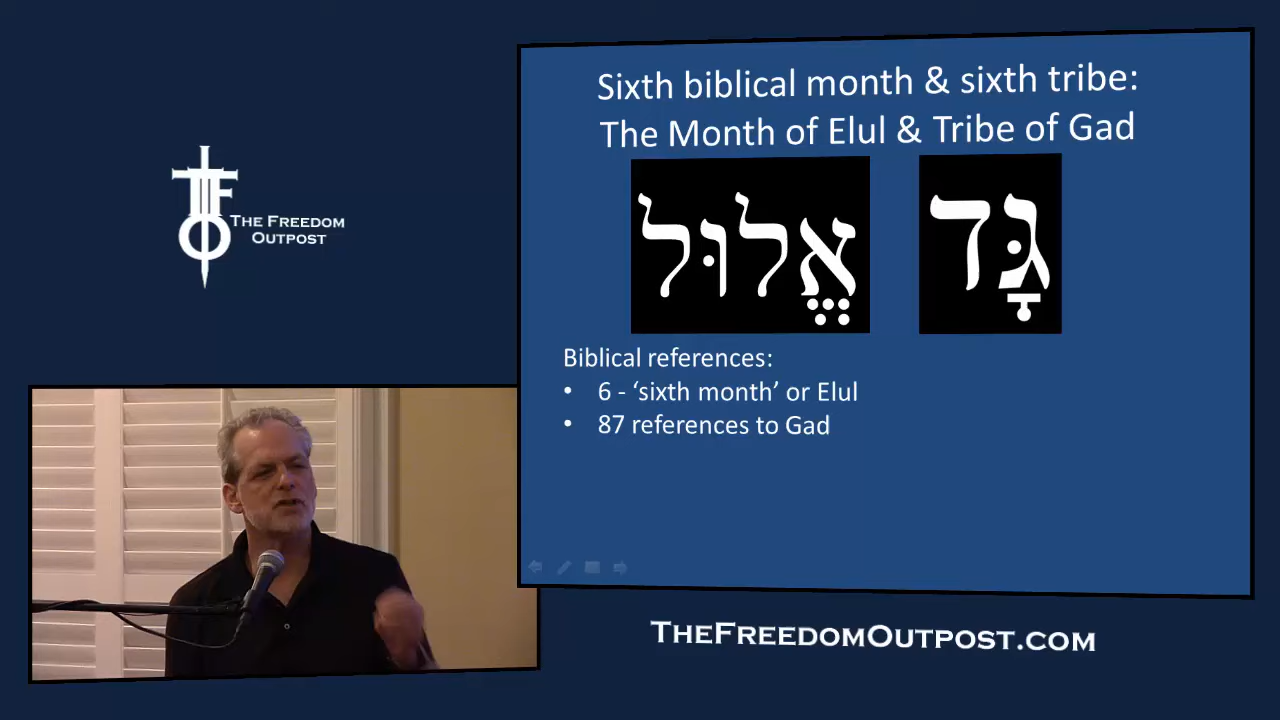 Sixth biblical month & sixth tribe:
The Month of Elul & Tribe of Gad
אֱלוּל
גָּד
Biblical references:
• 6 - ‘sixth month’ or Elul
• 87 references to Gad
TFO
The Freedom
Outpost
TheFreedomOutpost.com